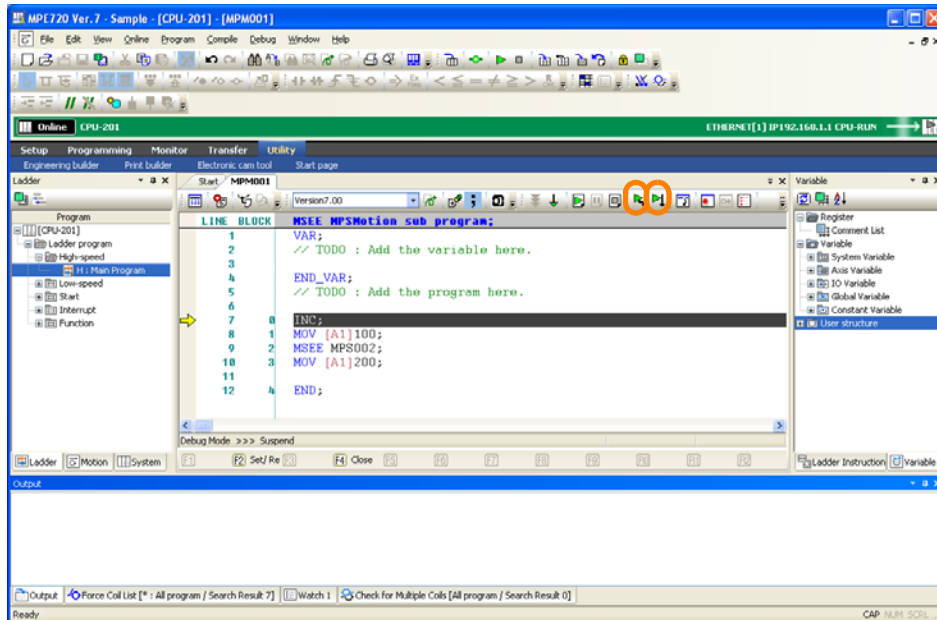 MPE720 Ver. 7 - Sample - [CPU-201] - [MPM001]
File Edit View Online Program Compile Debug Window Help
Online CPU-201 ETHERNET[1] IP192.168.1.1 CPU-RUN
Setup Programming Monitor Transfer Utility
Engineering builder Print builder Electronic cam tool Start page
Ladder
Program
[CPU-201]
Ladder program
High-speed
H : Main Program
Low-speed
Start
Interrupt
Function
Ladder Motion System
Start MPM001
Version7.00
LINE BLOCK MSEE MPSMotion sub program;
1 VAR;
2 // TODO : Add the variable here.
3
4 END_VAR;
5 // TODO : Add the program here.
6
7 0 INC;
8 1 MOV [A1]100;
9 2 MSEE MPS002;
10 3 MOV [A1]200;
11
12 4 END;
Debug Mode >>> Suspend
F1 F2 Set/Re F3 F4 Close F5 F6 F7 F8 F9
Variable
Register
Comment List
Variable
System Variable
Axis Variable
IO Variable
Global Variable
Constant Variable
User structure
Ladder Instruction Variable
Output
Output Force Coil List [* : All program / Search Result 7] Watch 1 Check for Multiple Coils [All program / Search Result 0]
Ready CAP NUM SCRL